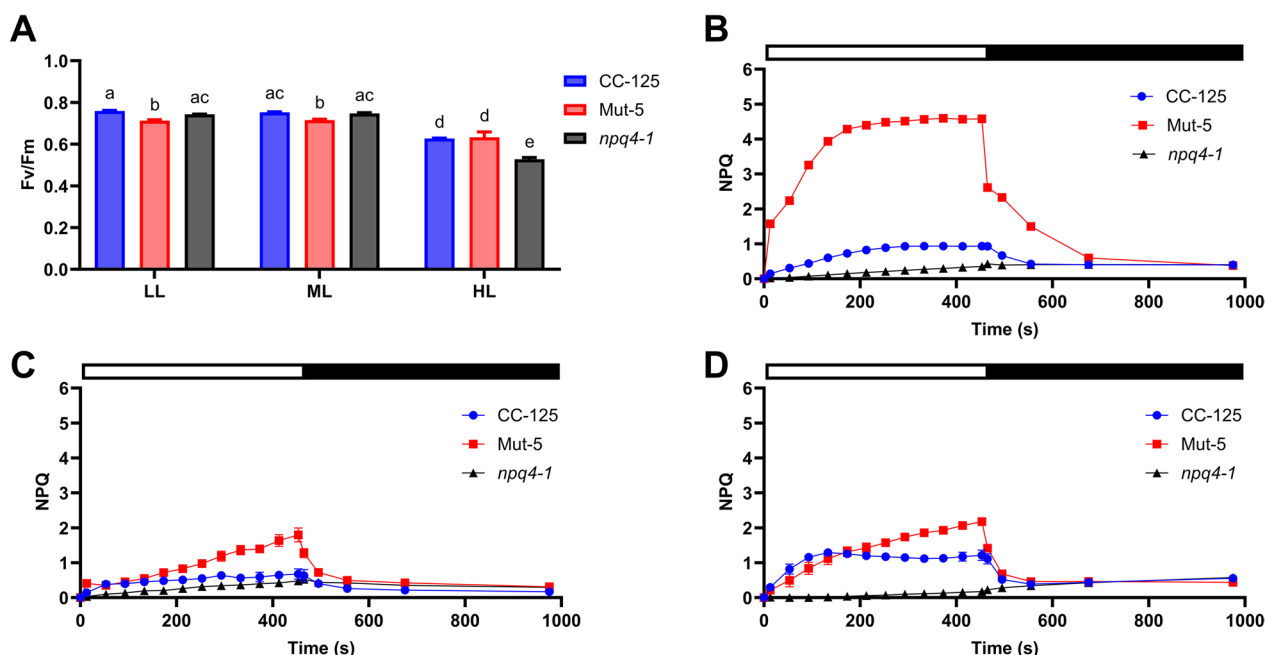 A
Fv/Fm
1.0
0.8
0.6
0.4
0.2
0.0
a b ac
ac b ac
d d e
LL ML HL
CC-125
Mut-5
npq4-1
B
NPQ
6
5
4
3
2
1
0
0 200 400 600 800 1000
Time (s)
CC-125
Mut-5
npq4-1
C
NPQ
6
5
4
3
2
1
0
0 200 400 600 800 1000
Time (s)
CC-125
Mut-5
npq4-1
D
NPQ
6
5
4
3
2
1
0
0 200 400 600 800 1000
Time (s)
CC-125
Mut-5
npq4-1